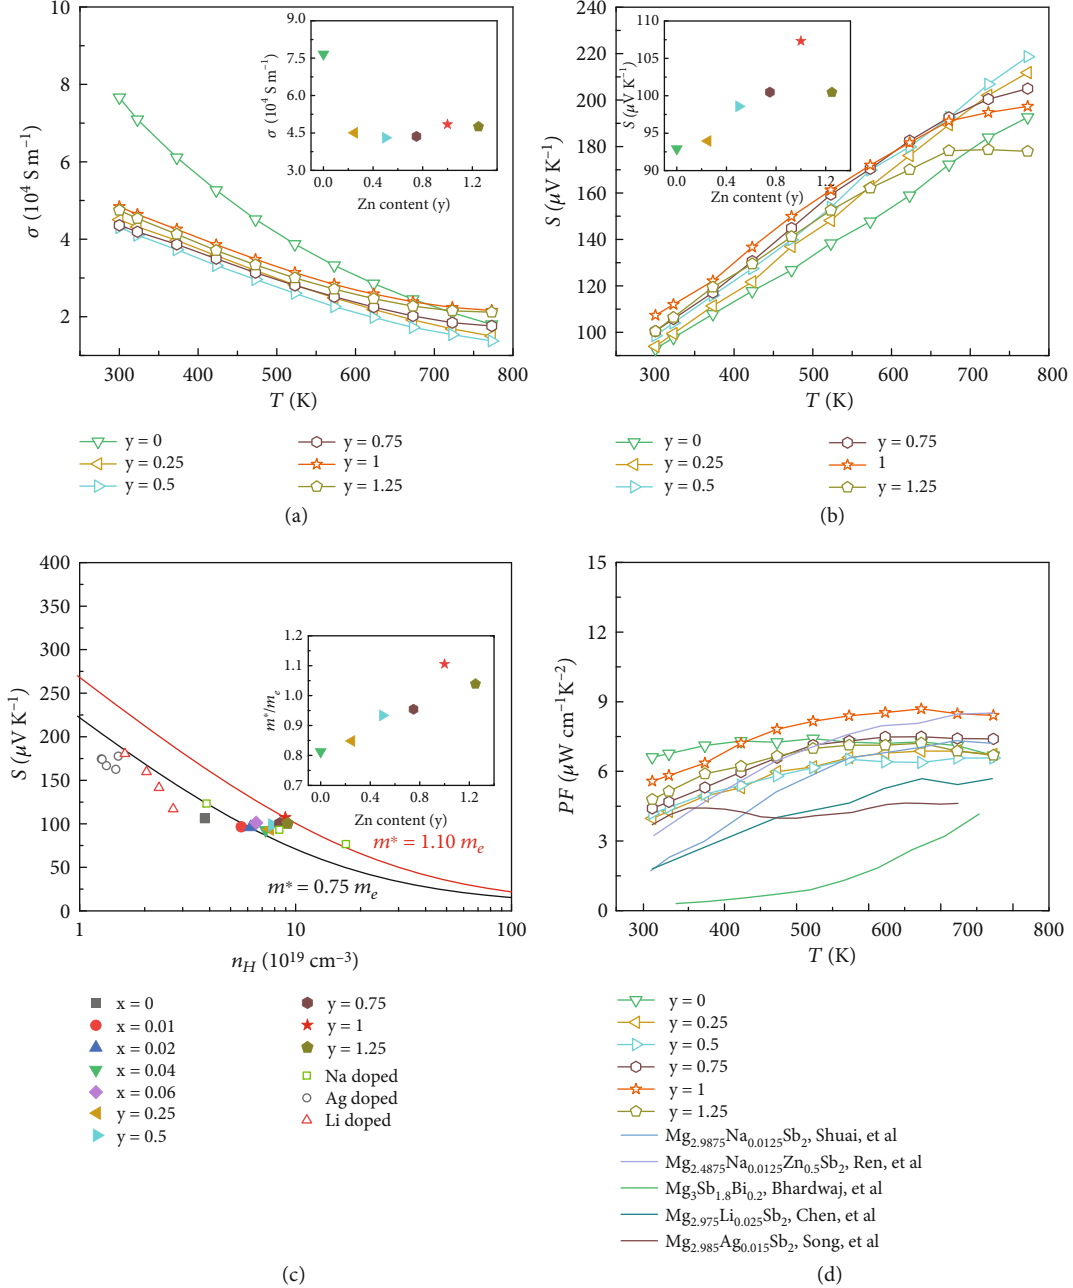 10
8
6
4
2
σ (10⁴ S m⁻¹)
300 400 500 600 700 800
T (K)
9.0
7.5
6.0
4.5
3.0
σ (10⁴ S m⁻¹)
0.0 0.4 0.8 1.2
Zn content (y)
y = 0
y = 0.25
y = 0.5
y = 0.75
y = 1
y = 1.25
(a)
240
220
200
180
160
140
120
100
S (μV K⁻¹)
300 400 500 600 700 800
T (K)
110
105
100
95
90
S (μV K⁻¹)
0.0 0.4 0.8 1.2
Zn content (y)
y = 0
y = 0.25
y = 0.5
y = 0.75
1
y = 1.25
(b)
400
350
300
250
200
150
100
50
0
S (μV K⁻¹)
1 10 100
n_H (10¹⁹ cm⁻³)
1.2
1.1
1.0
0.9
0.8
0.7
m*/mₑ
0.0 0.4 0.8 1.2
Zn content (y)
m* = 1.10 mₑ
m* = 0.75 mₑ
x = 0
x = 0.01
x = 0.02
x = 0.04
x = 0.06
y = 0.25
y = 0.5
y = 0.75
y = 1
y = 1.25
Na doped
Ag doped
Li doped
(c)
15
12
9
6
3
0
PF (μW cm⁻¹K⁻²)
300 400 500 600 700 800
T (K)
y = 0
y = 0.25
y = 0.5
y = 0.75
y = 1
y = 1.25
Mg₂.₉₈₇₅Na₀.₀₁₂₅Sb₂, Shuai, et al
Mg₂.₄₈₇₅Na₀.₀₁₂₅Zn₀.₅Sb₂, Ren, et al
Mg₃Sb₁.₈Bi₀.₂, Bhardwaj, et al
Mg₂.₉₇₅Li₀.₀₂₅Sb₂, Chen, et al
Mg₂.₉₈₅Ag₀.₀₁₅Sb₂, Song, et al
(d)